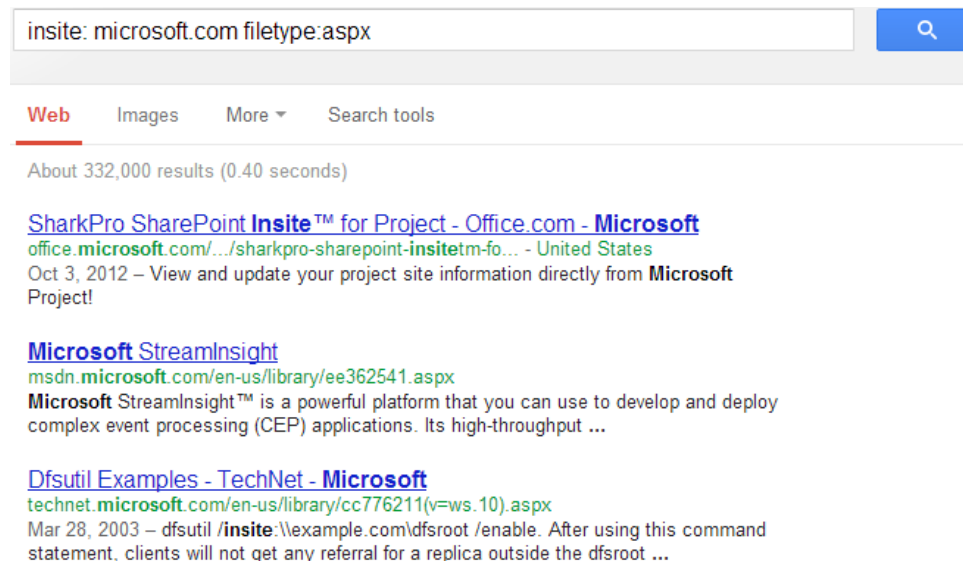 insite: microsoft.com filetype:aspx
Web Images More Search tools
About 332,000 results (0.40 seconds)
SharkPro SharePoint Insite™ for Project - Office.com - Microsoft
office.microsoft.com/.../sharkpro-sharepoint-insitetm-fo... - United States
Oct 3, 2012 – View and update your project site information directly from Microsoft
Project!
Microsoft StreamInsight
msdn.microsoft.com/en-us/library/ee362541.aspx
Microsoft StreamInsight™ is a powerful platform that you can use to develop and deploy
complex event processing (CEP) applications. Its high-throughput ...
Dfsutil Examples - TechNet - Microsoft
technet.microsoft.com/en-us/library/cc776211(v=ws.10).aspx
Mar 28, 2003 – dfsutil /insite:\\example.com\dfsroot /enable. After using this command
statement, clients will not get any referral for a replica outside the dfsroot ...